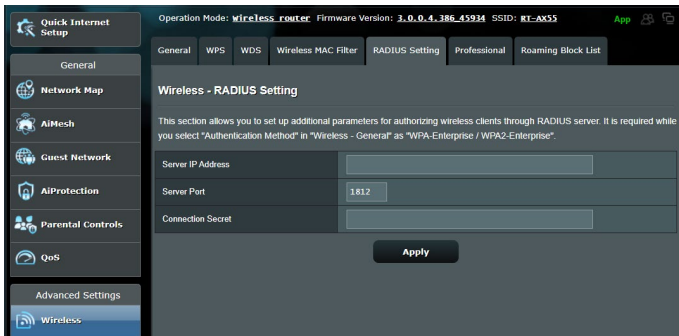 Quick Internet
Setup
Operation Mode: wireless router Firmware Version: 3.0.0.4.386_45934 SSID: RT-AX55 App
General WPS WDS Wireless MAC Filter RADIUS Setting Professional Roaming Block List
General
Network Map
AiMesh
Guest Network
AiProtection
Parental Controls
QoS
Advanced Settings
Wireless
Wireless - RADIUS Setting
This section allows you to set up additional parameters for authorizing wireless clients through RADIUS server. It is required while
you select "Authentication Method" in "Wireless - General" as "WPA-Enterprise / WPA2-Enterprise".
Server IP Address
Server Port 1812
Connection Secret
Apply